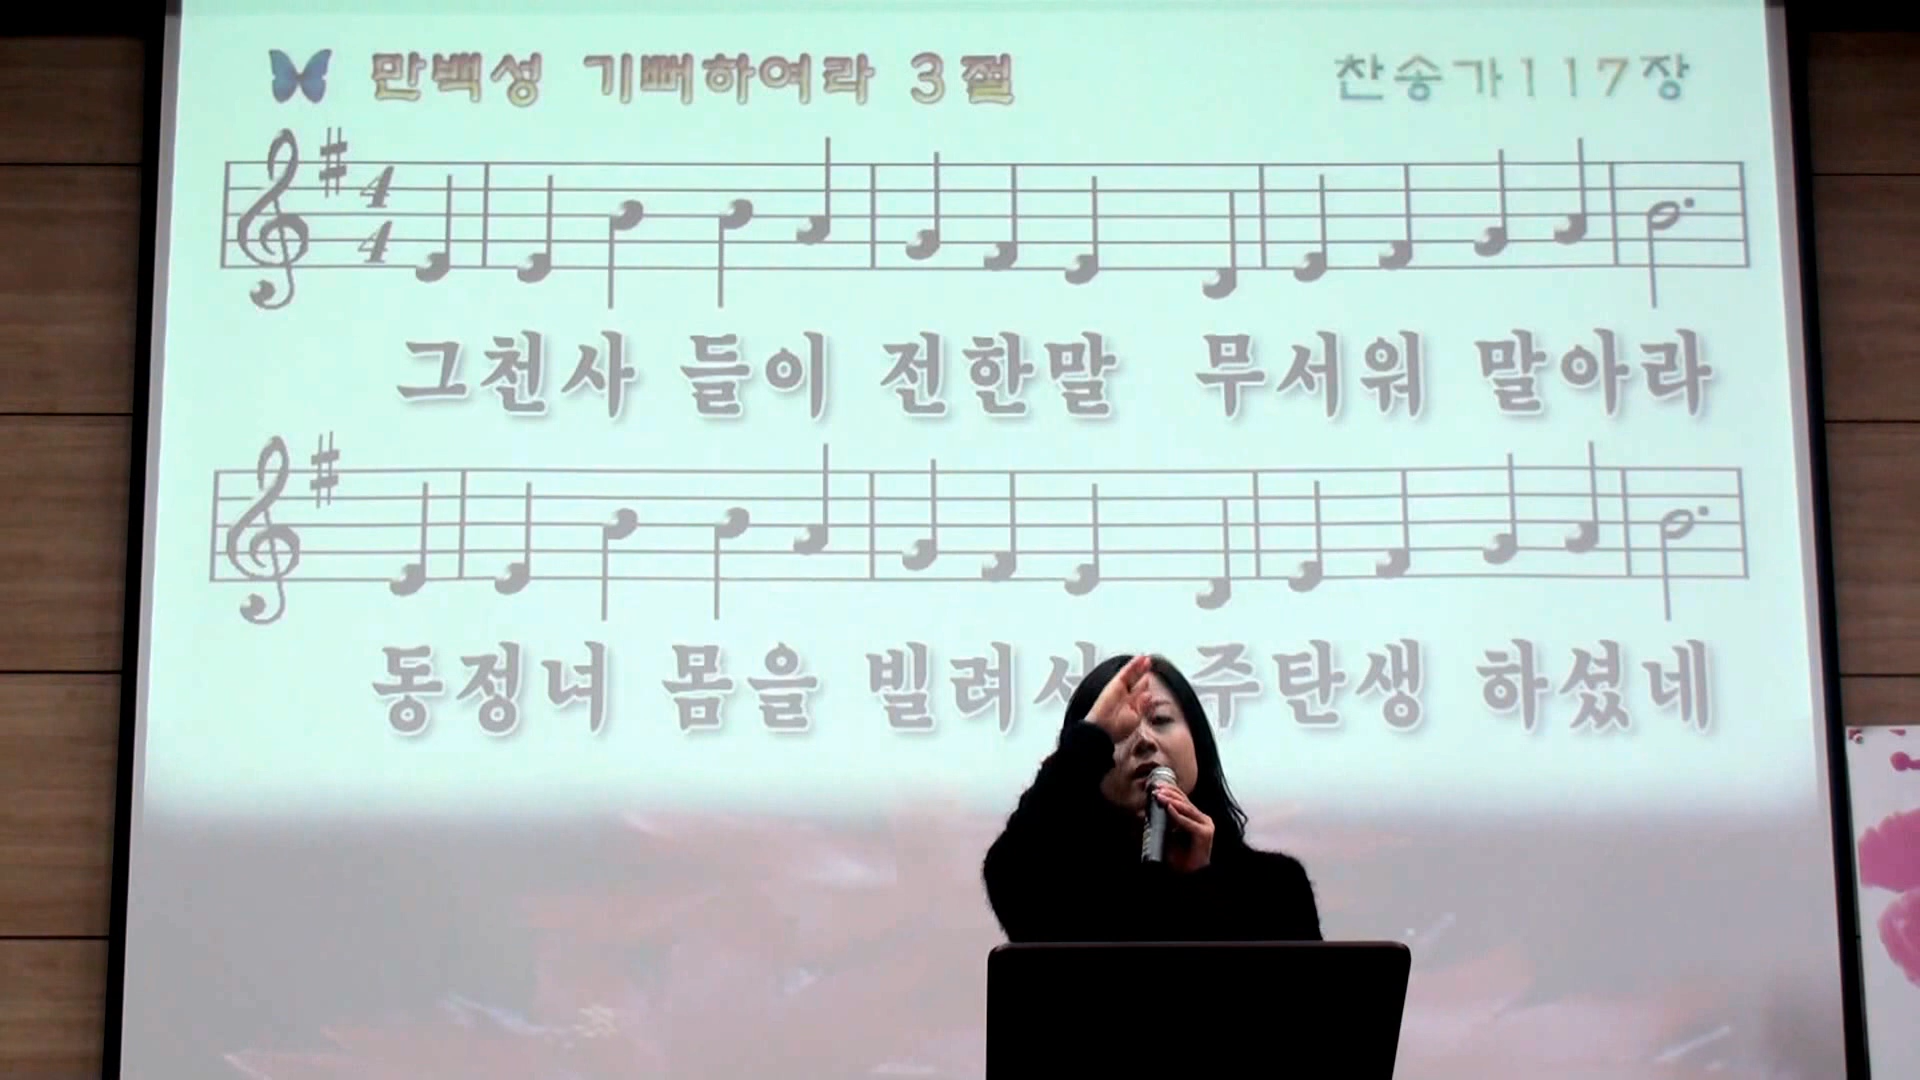 만백성 기뻐하여라 3절 찬송가117장
4
4
그천사 들이 전한말 무서워 말아라
동정녀 몸을 빌려서 주탄생 하셨네